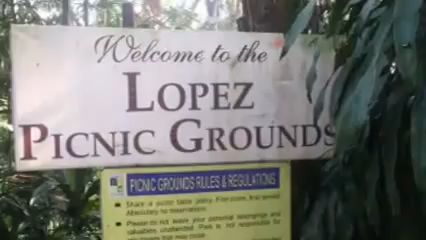 Welcome to the
LOPEZ
PICNIC GROUNDS
PICNIC GROUNDS RULES & REGULATIONS
Share a picnic table policy. First come, first served
Absolutely no reservations.
Please do not leave your personal belongings and
valuables unattended. Park is not responsible for